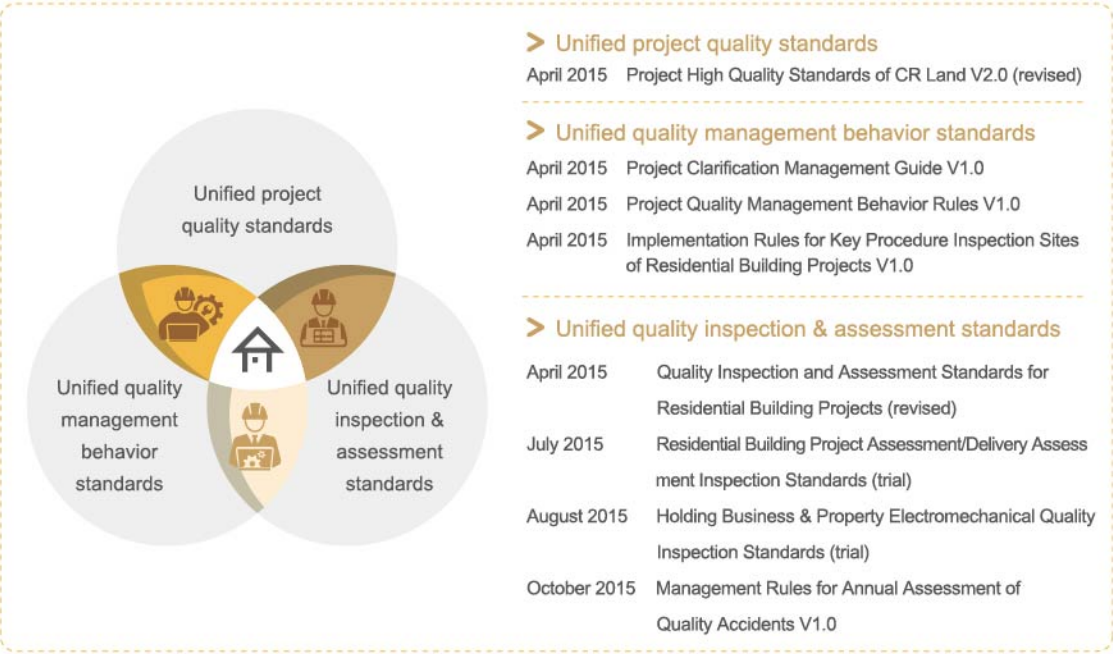 Unified project
quality standards
Unified quality
management
behavior
standards
Unified quality
inspection &
assessment
standards
Unified project quality standards
April 2015 Project High Quality Standards of CR Land V2.0 (revised)
Unified quality management behavior standards
April 2015 Project Clarification Management Guide V1.0
April 2015 Project Quality Management Behavior Rules V1.0
April 2015 Implementation Rules for Key Procedure Inspection Sites
of Residential Building Projects V1.0
Unified quality inspection & assessment standards
April 2015 Quality Inspection and Assessment Standards for
Residential Building Projects (revised)
July 2015 Residential Building Project Assessment/Delivery Assess
ment Inspection Standards (trial)
August 2015 Holding Business & Property Electromechanical Quality
Inspection Standards (trial)
October 2015 Management Rules for Annual Assessment of
Quality Accidents V1.0